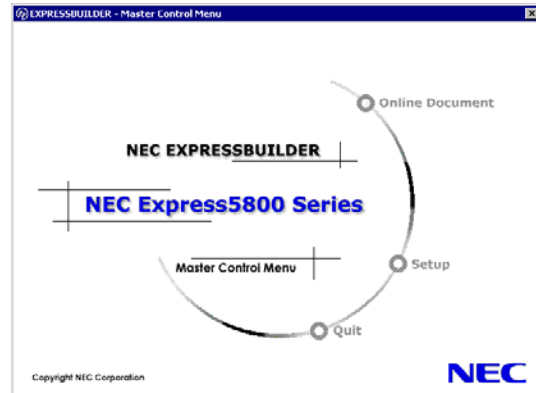 EXPRESSBUILDER - Master Control Menu
Online Document
NEC EXPRESSBUILDER
NEC Express5800 Series
Master Control Menu
Setup
Quit
Copyright NEC Corporation
NEC